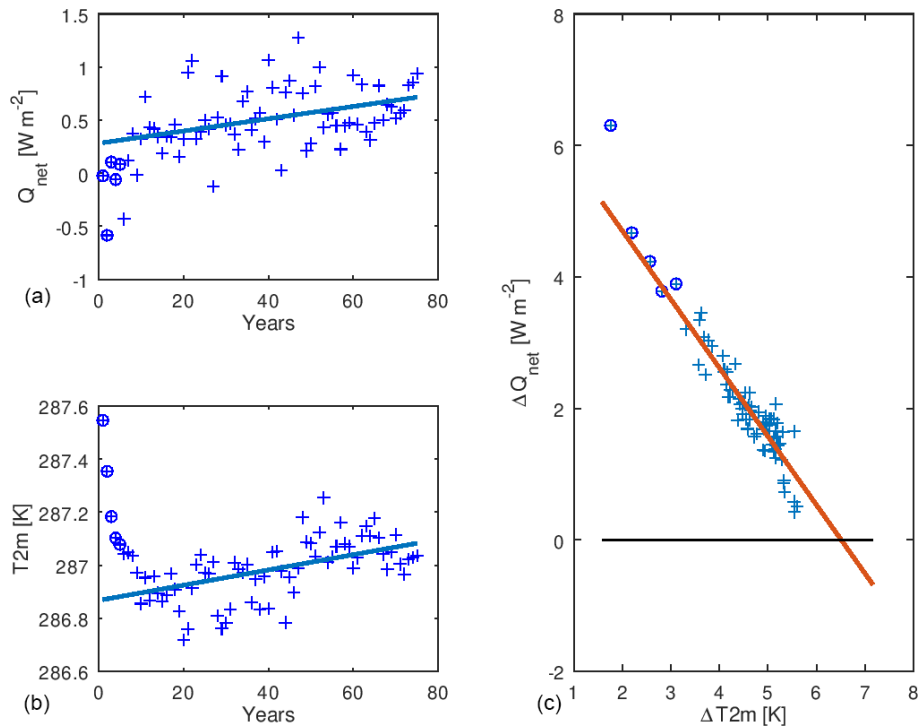 1.5
1
0.5
0
-0.5
-1
Q_net [W m^-2]
0 20 40 60 80
Years
(a)
287.6
287.4
287.2
287
286.8
286.6
T2m [K]
0 20 40 60 80
Years
(b)
8
6
4
2
0
-2
ΔQ_net [W m^-2]
1 2 3 4 5 6 7 8
ΔT2m [K]
(c)